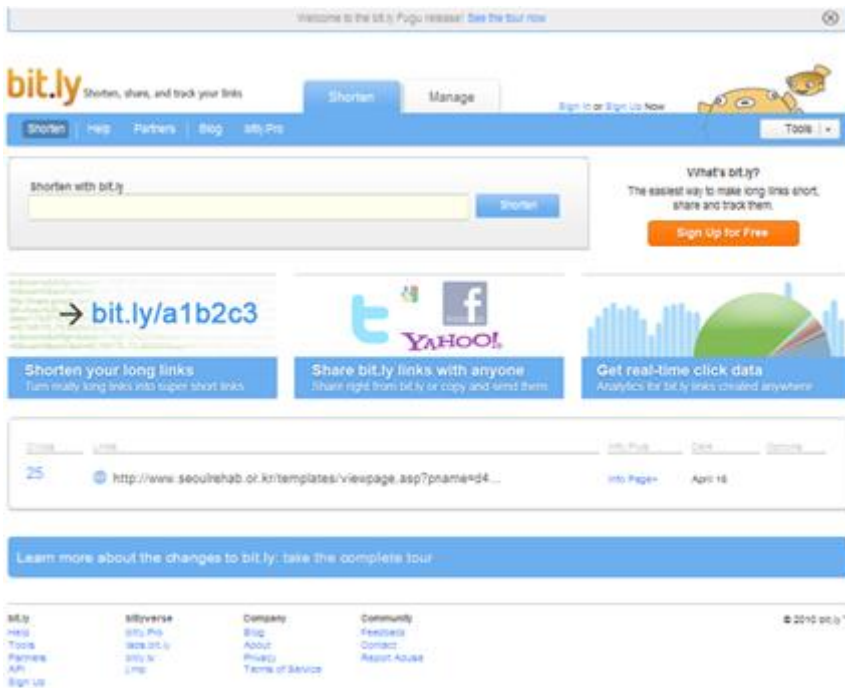 Welcome to the bit.ly Fugu release! See the tour now
bit.ly Shorten, share, and track your links
Shorten Manage
Sign In or Sign Up Now
Shorten Help Partners Blog bitly.Pro Tools
Shorten with bit.ly
Shorten
What's bit.ly?
The easiest way to make long links short,
share and track them.
Sign Up for Free
→ bit.ly/a1b2c3
YAHOO!
Shorten your long links
Turn really long links into super short links
Share bit.ly links with anyone
Share right from bit.ly or copy and send them
Get real-time click data
Analytics for bit.ly links created anywhere
Clicks Links Info Page Date Options
25 http://www.seoulrehab.or.kr/templates/viewpage.asp?pname=d4... Info Page+ April 16
Learn more about the changes to bit.ly: take the complete tour
bit.ly bitlyverse Company Community © 2010 bit.ly
Help bitly.Pro Blog Feedback
Tools labs.bit.ly About Contact
Partners bitly.tv Privacy Report Abuse
API j.mp Terms of Service
Sign Up